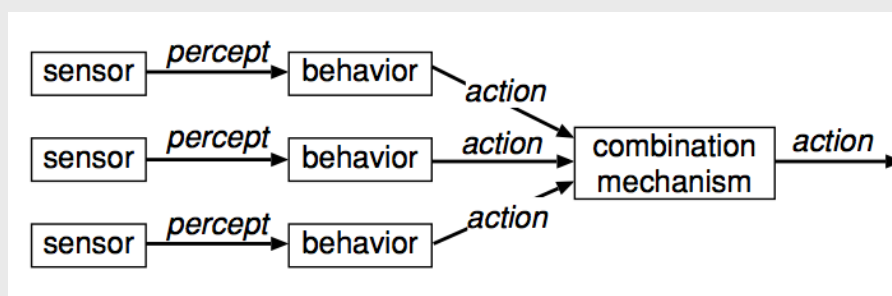 sensor percept behavior action
sensor percept behavior action combination mechanism action
sensor percept behavior action